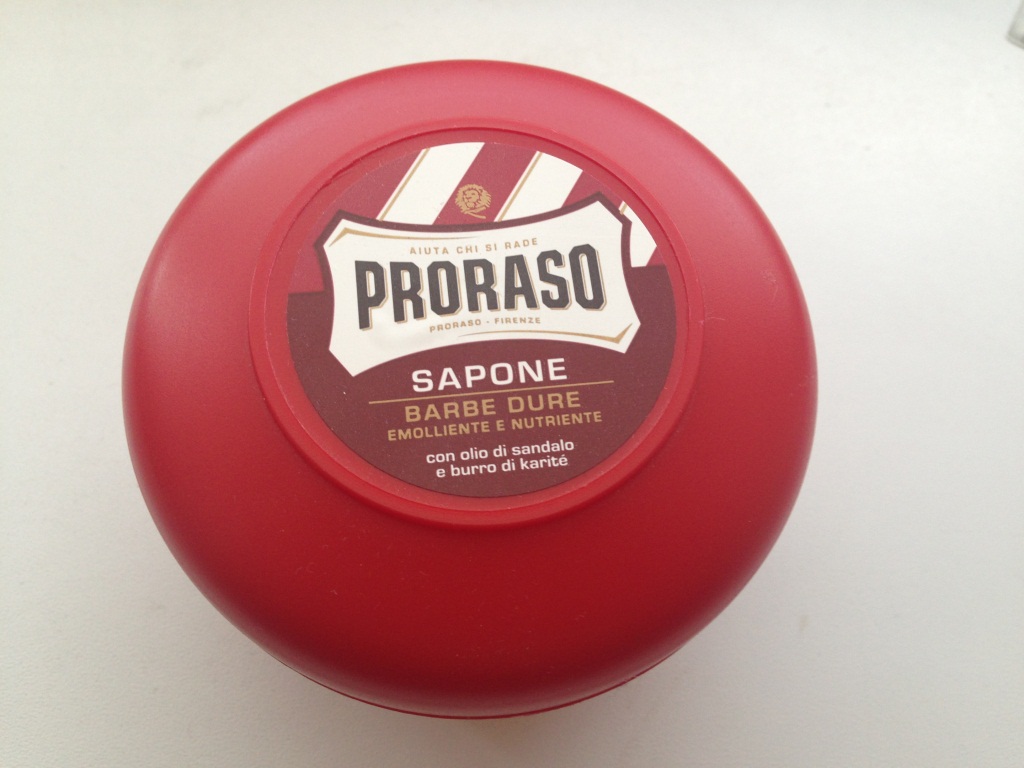 AIUTA CHI SI RADE
PRORASO
PRORASO - FIRENZE
SAPONE
BARBE DURE
EMOLLIENTE E NUTRIENTE
con olio di sandalo
e burro di karité